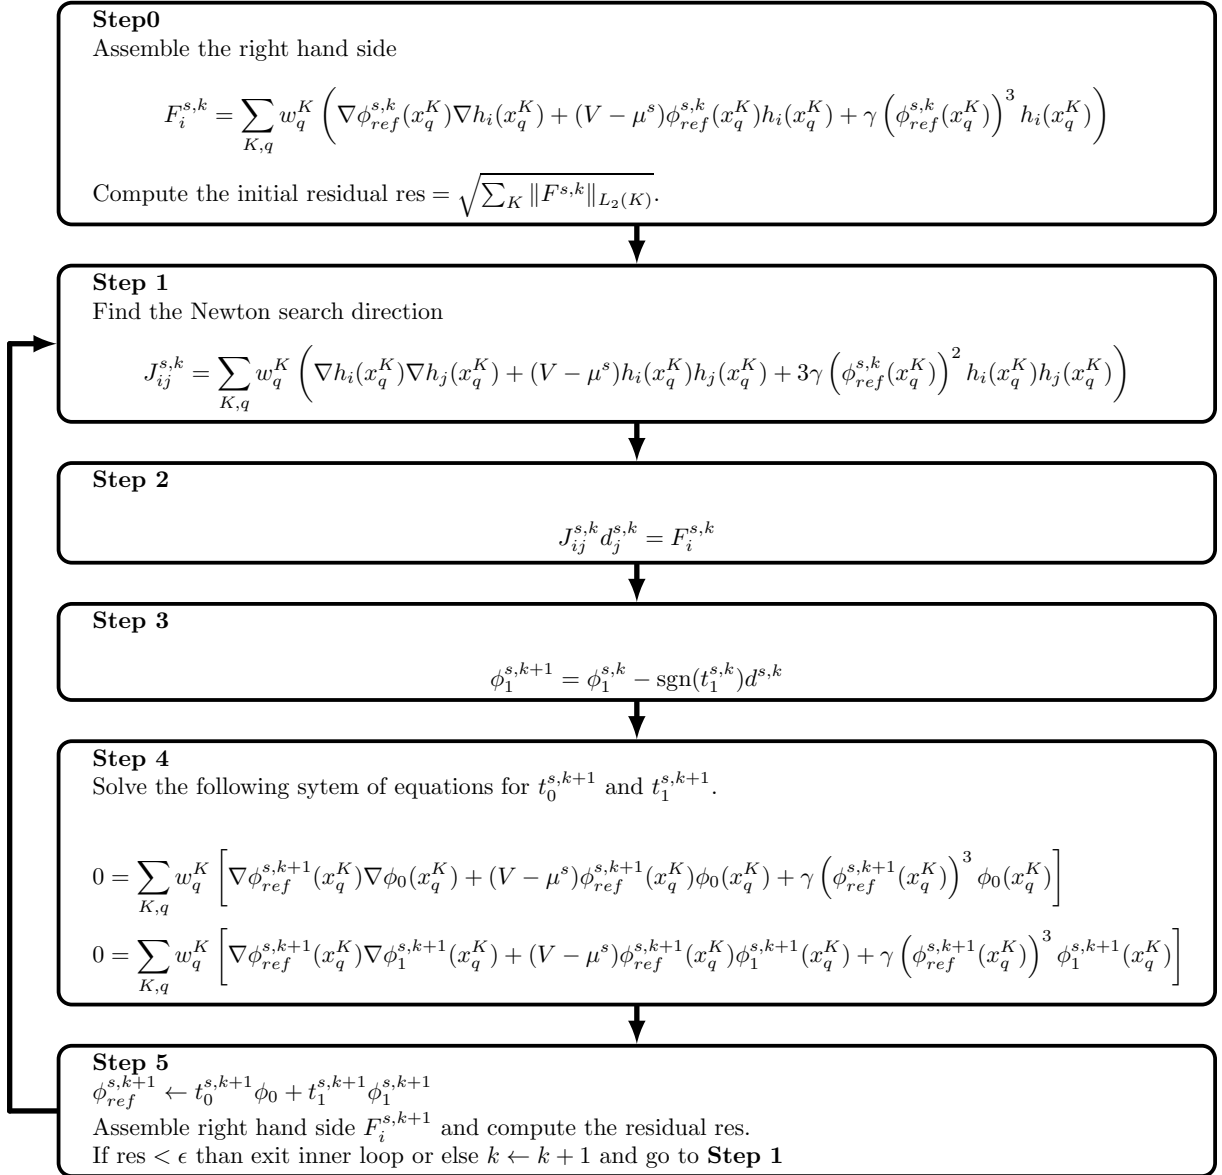 Step0
Assemble the right hand side
$F_i^{s,k} = \sum_{K,q} w_q^K \left( \nabla\phi_{ref}^{s,k}(x_q^K)\nabla h_i(x_q^K) + (V - \mu^s)\phi_{ref}^{s,k}(x_q^K)h_i(x_q^K) + \gamma \left(\phi_{ref}^{s,k}(x_q^K)\right)^3 h_i(x_q^K) \right)$
Compute the initial residual res = $\sqrt{\sum_K \|F^{s,k}\|_{L_2(K)}}$.
Step 1
Find the Newton search direction
$J_{ij}^{s,k} = \sum_{K,q} w_q^K \left( \nabla h_i(x_q^K)\nabla h_j(x_q^K) + (V - \mu^s)h_i(x_q^K)h_j(x_q^K) + 3\gamma \left(\phi_{ref}^{s,k}(x_q^K)\right)^2 h_i(x_q^K)h_j(x_q^K) \right)$
Step 2
$J_{ij}^{s,k} d_j^{s,k} = F_i^{s,k}$
Step 3
$\phi_1^{s,k+1} = \phi_1^{s,k} - \text{sgn}(t_1^{s,k})d^{s,k}$
Step 4
Solve the following sytem of equations for $t_0^{s,k+1}$ and $t_1^{s,k+1}$.
$0 = \sum_{K,q} w_q^K \left[ \nabla\phi_{ref}^{s,k+1}(x_q^K)\nabla\phi_0(x_q^K) + (V - \mu^s)\phi_{ref}^{s,k+1}(x_q^K)\phi_0(x_q^K) + \gamma \left(\phi_{ref}^{s,k+1}(x_q^K)\right)^3 \phi_0(x_q^K) \right]$
$0 = \sum_{K,q} w_q^K \left[ \nabla\phi_{ref}^{s,k+1}(x_q^K)\nabla\phi_1^{s,k+1}(x_q^K) + (V - \mu^s)\phi_{ref}^{s,k+1}(x_q^K)\phi_1^{s,k+1}(x_q^K) + \gamma \left(\phi_{ref}^{s,k+1}(x_q^K)\right)^3 \phi_1^{s,k+1}(x_q^K) \right]$
Step 5
$\phi_{ref}^{s,k+1} \leftarrow t_0^{s,k+1}\phi_0 + t_1^{s,k+1}\phi_1^{s,k+1}$
Assemble right hand side $F_i^{s,k+1}$ and compute the residual res.
If res $< \epsilon$ than exit inner loop or else $k \leftarrow k + 1$ and go to Step 1